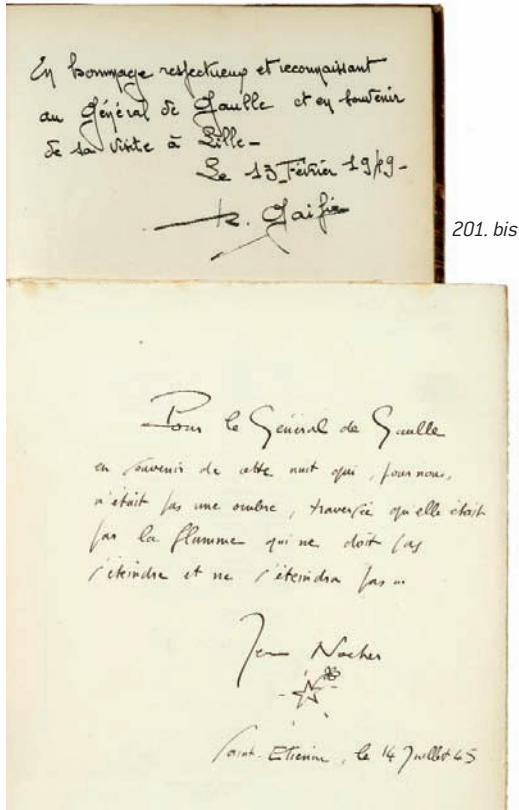 En hommage respectueux et reconnaissant
au Général de Gaulle et en souvenir
de sa visite à Lille -
Le 13 Février 1949 -
R. Gaifie
201. bis
Pour le Général de Gaulle
en souvenir de cette nuit qui, pour nous,
n'était pas une ombre, traversée qu'elle était
par la flamme qui ne doit pas
s'éteindre et ne s'éteindra pas...
Jean Nocher
Saint-Etienne, le 14 Juillet 45